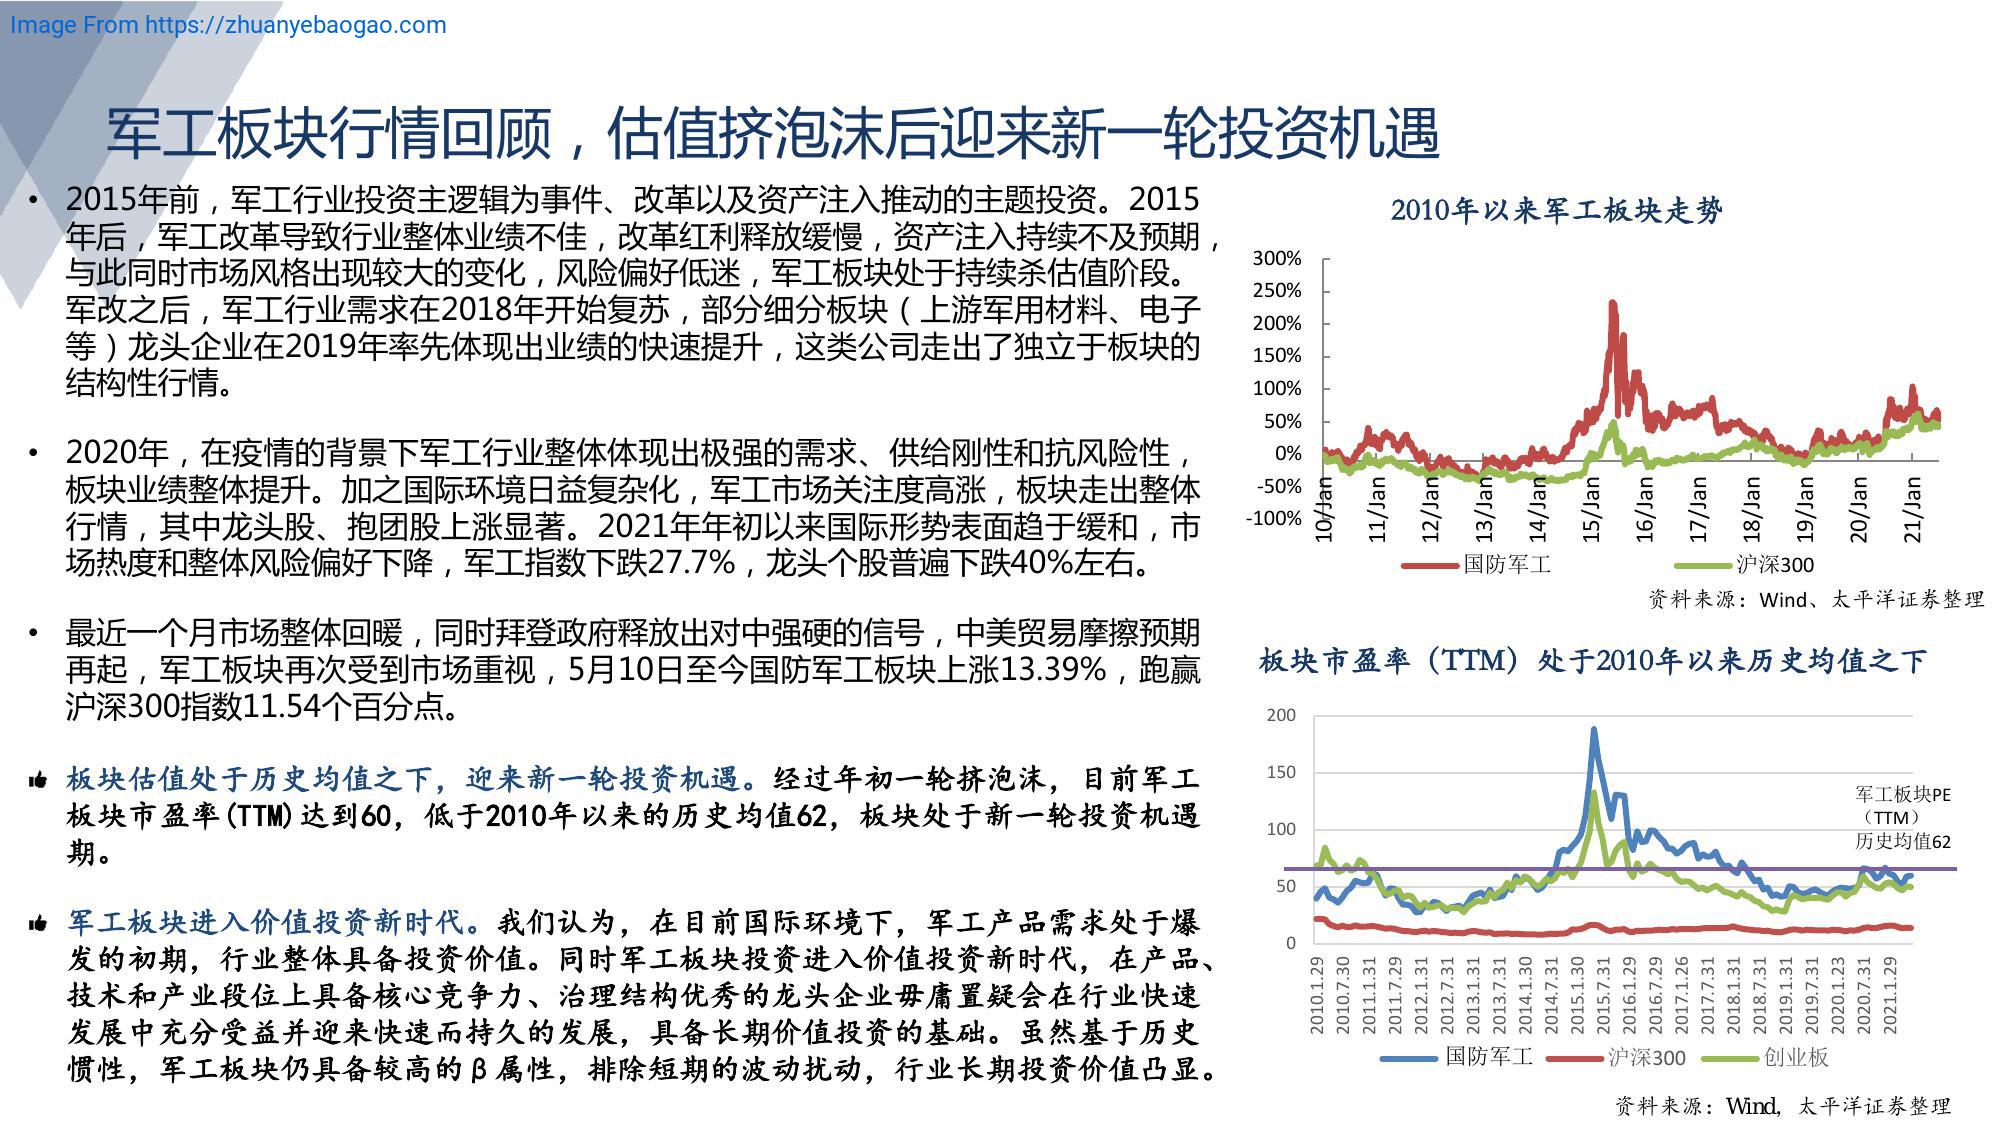 Image From https://zhuanyebaogao.com
军工板块行情回顾，估值挤泡沫后迎来新一轮投资机遇
• 2015年前，军工行业投资主逻辑为事件、改革以及资产注入推动的主题投资。2015
年后，军工改革导致行业整体业绩不佳，改革红利释放缓慢，资产注入持续不及预期，
与此同时市场风格出现较大的变化，风险偏好低迷，军工板块处于持续杀估值阶段。
军改之后，军工行业需求在2018年开始复苏，部分细分板块（上游军用材料、电子
等）龙头企业在2019年率先体现出业绩的快速提升，这类公司走出了独立于板块的
结构性行情。
• 2020年，在疫情的背景下军工行业整体体现出极强的需求、供给刚性和抗风险性，
板块业绩整体提升。加之国际环境日益复杂化，军工市场关注度高涨，板块走出整体
行情，其中龙头股、抱团股上涨显著。2021年年初以来国际形势表面趋于缓和，市
场热度和整体风险偏好下降，军工指数下跌27.7%，龙头个股普遍下跌40%左右。
• 最近一个月市场整体回暖，同时拜登政府释放出对中强硬的信号，中美贸易摩擦预期
再起，军工板块再次受到市场重视，5月10日至今国防军工板块上涨13.39%，跑赢
沪深300指数11.54个百分点。
板块估值处于历史均值之下，迎来新一轮投资机遇。经过年初一轮挤泡沫，目前军工
板块市盈率(TTM)达到60，低于2010年以来的历史均值62，板块处于新一轮投资机遇
期。
军工板块进入价值投资新时代。我们认为，在目前国际环境下，军工产品需求处于爆
发的初期，行业整体具备投资价值。同时军工板块投资进入价值投资新时代，在产品、
技术和产业段位上具备核心竞争力、治理结构优秀的龙头企业毋庸置疑会在行业快速
发展中充分受益并迎来快速而持久的发展，具备长期价值投资的基础。虽然基于历史
惯性，军工板块仍具备较高的β属性，排除短期的波动扰动，行业长期投资价值凸显。
2010年以来军工板块走势
300%
250%
200%
150%
100%
50%
0%
-50%
-100%
10/Jan
11/Jan
12/Jan
13/Jan
14/Jan
15/Jan
16/Jan
17/Jan
18/Jan
19/Jan
20/Jan
21/Jan
国防军工 沪深300
资料来源：Wind、太平洋证券整理
板块市盈率（TTM）处于2010年以来历史均值之下
200
150
100
50
0
军工板块PE
（TTM）
历史均值62
2010.1.29
2010.7.30
2011.1.31
2011.7.29
2012.1.31
2012.7.31
2013.1.31
2013.7.31
2014.1.30
2014.7.31
2015.1.30
2015.7.31
2016.1.29
2016.7.29
2017.1.26
2017.7.31
2018.1.31
2018.7.31
2019.1.31
2019.7.31
2020.1.23
2020.7.31
2021.1.29
国防军工 沪深300 创业板
资料来源：Wind，太平洋证券整理